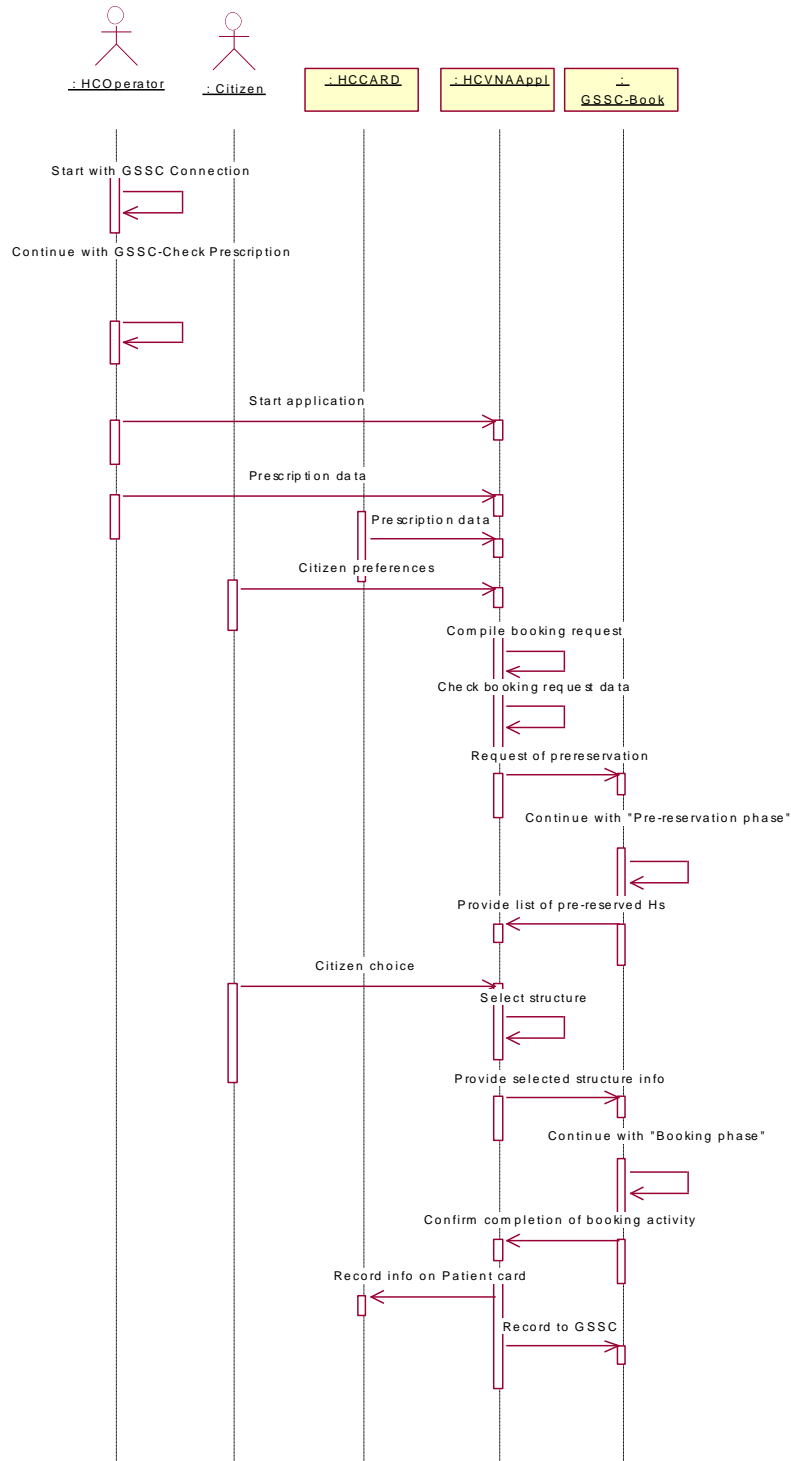 : HCOperator
: Citizen
: HCCARD
: HCVNAAppl
:
GSSC-Book
Start with GSSC Connection
Continue with GSSC-Check Prescription
Start application
Prescription data
Prescription data
Citizen preferences
Compile booking request
Check booking request data
Request of prereservation
Continue with "Pre-reservation phase"
Provide list of pre-reserved Hs
Citizen choice
Select structure
Provide selected structure info
Continue with "Booking phase"
Confirm completion of booking activity
Record info on Patient card
Record to GSSC